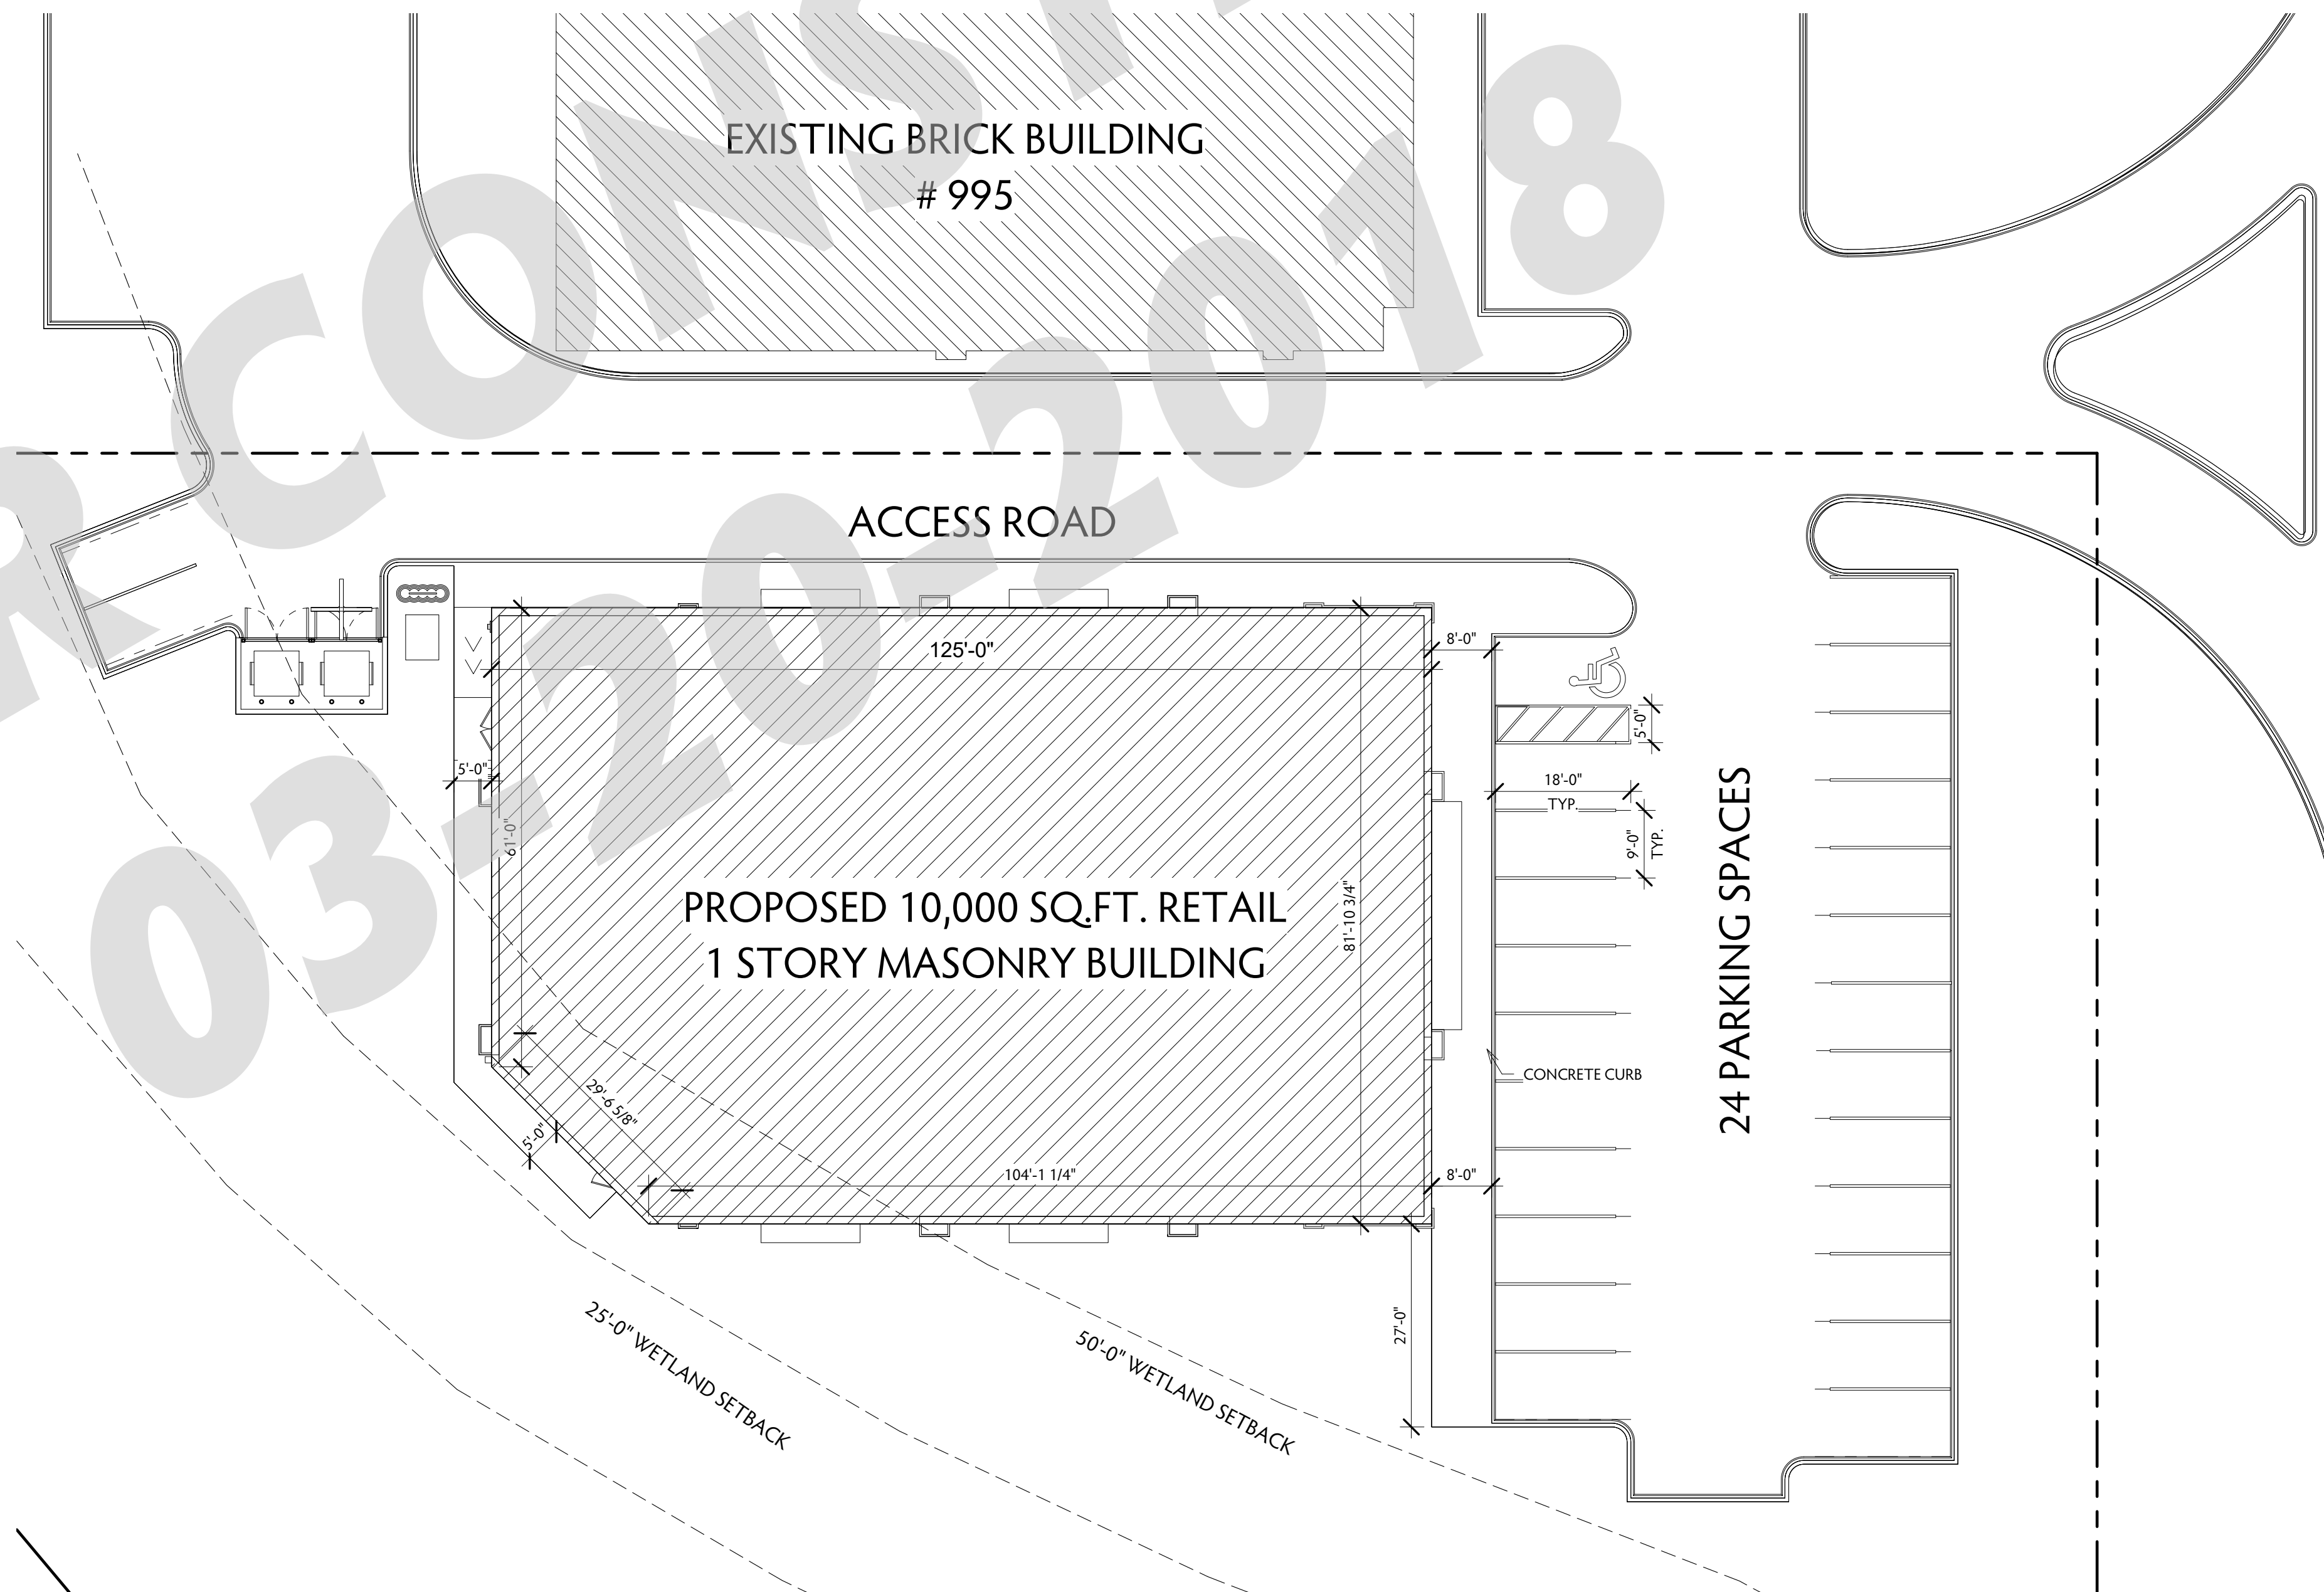 EXISTING BRICK BUILDING
# 995
R CONST
03-20-2018
ACCESS ROAD
125'-0"
8'-0"
5'-0"
5'-0"
18'-0"
TYP.
9'-0"
TYP.
61'-0"
81'-10 3/4"
PROPOSED 10,000 SQ.FT. RETAIL
1 STORY MASONRY BUILDING
24 PARKING SPACES
CONCRETE CURB
29'-6 5/8"
5'-0"
104'-1 1/4"
8'-0"
27'-0"
25'-0" WETLAND SETBACK
50'-0" WETLAND SETBACK